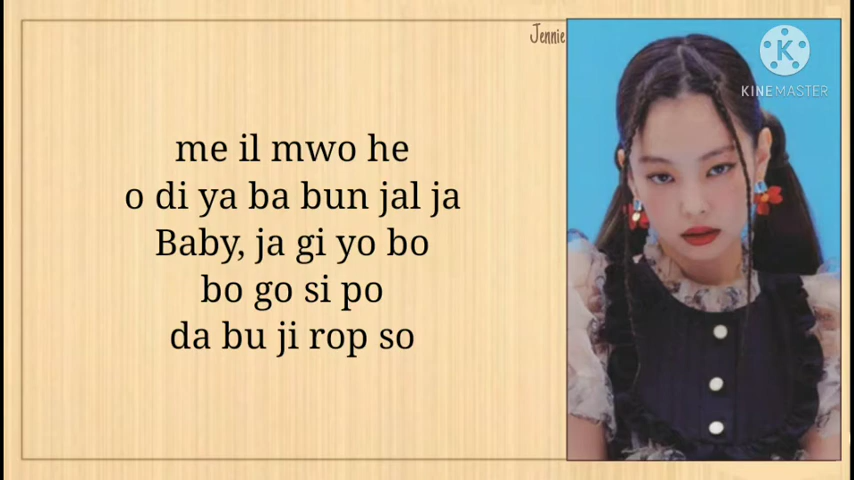 Jennie
K
KINEMASTER
me il mwo he
o di ya ba bun jal ja
Baby, ja gi yo bo
bo go si po
da bu ji rop so